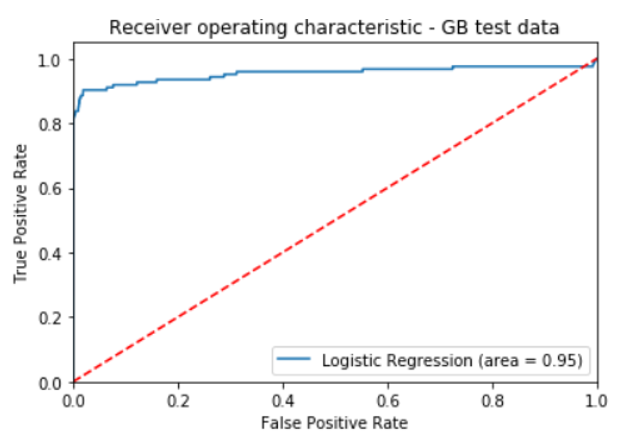 Receiver operating characteristic - GB test data
1.0
0.8
0.6
0.4
0.2
0.0
True Positive Rate
Logistic Regression (area = 0.95)
0.0 0.2 0.4 0.6 0.8 1.0
False Positive Rate